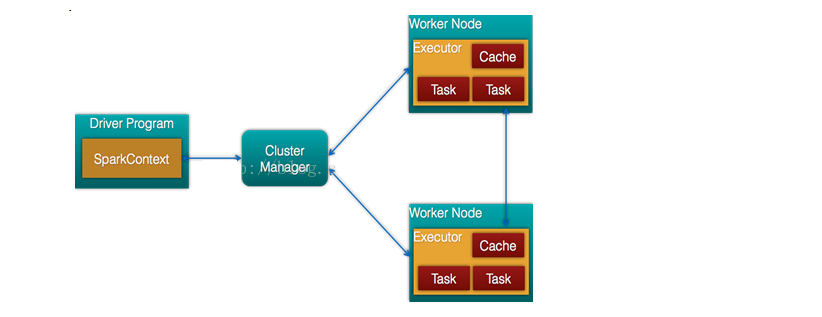 Driver Program
SparkContext
Cluster
Manager
Worker Node
Executor
Cache
Task Task
Worker Node
Executor
Cache
Task Task